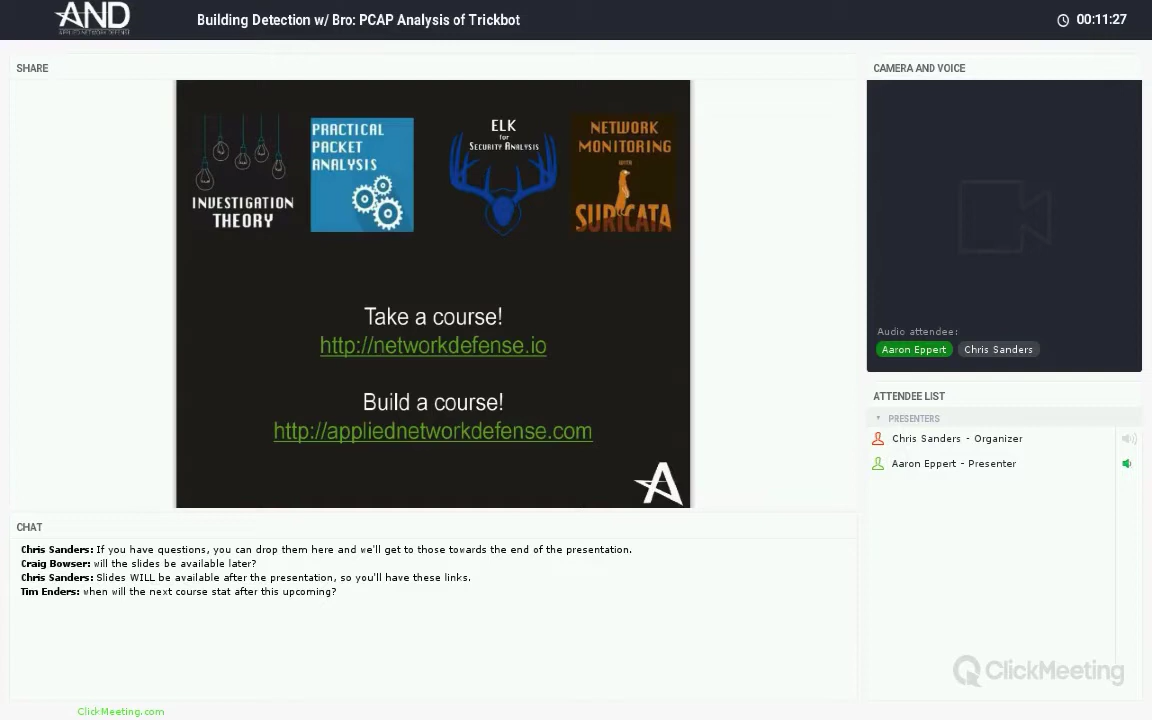 AND
APPLIED NETWORK DEFENSE
Building Detection w/ Bro: PCAP Analysis of Trickbot
00:11:27
SHARE
INVESTIGATION
THEORY
PRACTICAL
PACKET
ANALYSIS
ELK
for
SECURITY ANALYSIS
NETWORK
MONITORING
WITH
SURICATA
Take a course!
http://networkdefense.io
Build a course!
http://appliednetworkdefense.com
CAMERA AND VOICE
Audio attendee:
Aaron Eppert Chris Sanders
ATTENDEE LIST
PRESENTERS
Chris Sanders - Organizer
Aaron Eppert - Presenter
CHAT
Chris Sanders: If you have questions, you can drop them here and we'll get to those towards the end of the presentation.
Craig Bowser: will the slides be available later?
Chris Sanders: Slides WILL be available after the presentation, so you'll have these links.
Tim Enders: when will the next course stat after this upcoming?
ClickMeeting
ClickMeeting.com